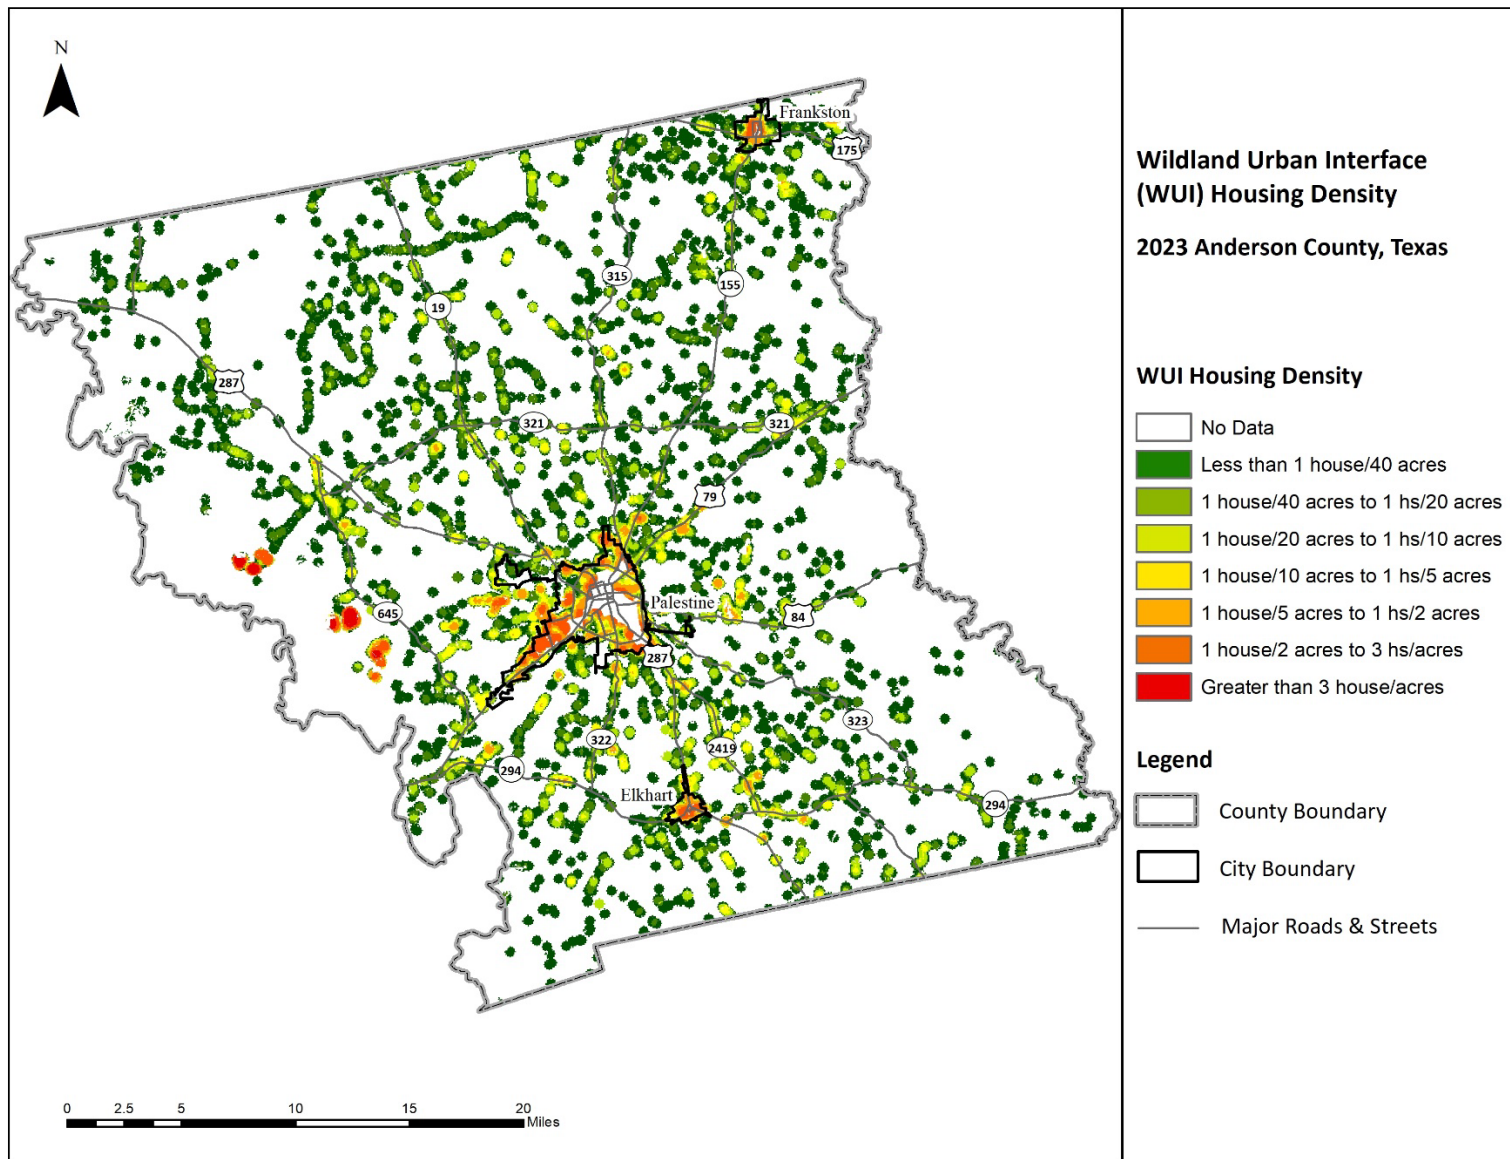 N
Frankston
175
315
155
19
287
321
321
79
Palestine
84
645
287
323
322
2419
294
Elkhart
294
0 2.5 5 10 15 20
Miles
Wildland Urban Interface
(WUI) Housing Density
2023 Anderson County, Texas
WUI Housing Density
No Data
Less than 1 house/40 acres
1 house/40 acres to 1 hs/20 acres
1 house/20 acres to 1 hs/10 acres
1 house/10 acres to 1 hs/5 acres
1 house/5 acres to 1 hs/2 acres
1 house/2 acres to 3 hs/acres
Greater than 3 house/acres
Legend
County Boundary
City Boundary
Major Roads & Streets